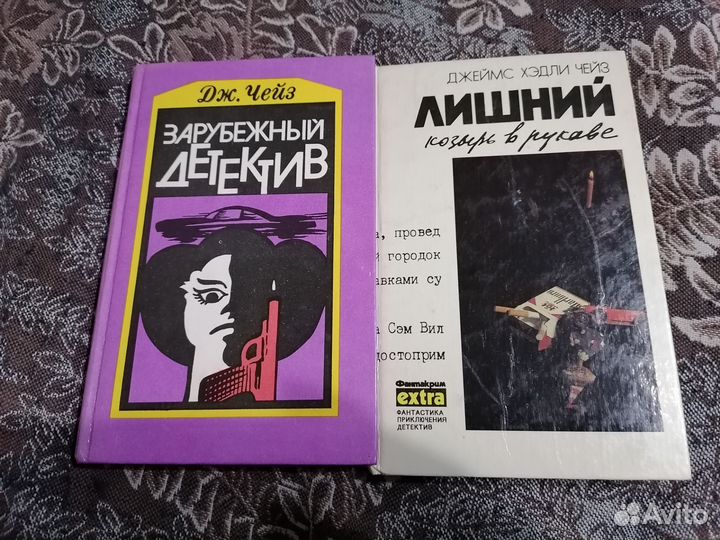 Дж. Чейз
ЗАРУБЕЖНЫЙ
ДЕТЕКТИВ
ДЖЕЙМС ХЭДЛИ ЧЕЙЗ
ЛИШНИЙ
козырь в рукаве
а, провед
й городок
авками су
а Сэм Вил
достоприм
Фантакрим
extra
ФАНТАСТИКА
ПРИКЛЮЧЕНИЯ
ДЕТЕКТИВ
Avito